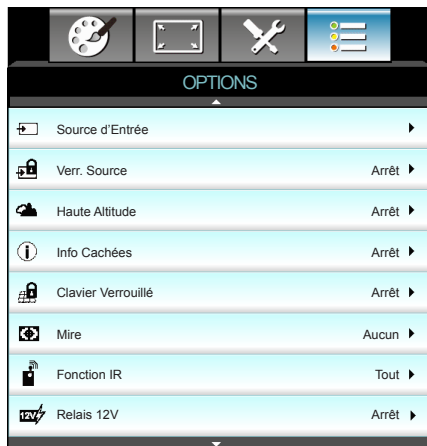 OPTIONS
Source d'Entrée
Verr. Source Arrêt
Haute Altitude Arrêt
Info Cachées Arrêt
Clavier Verrouillé Arrêt
Mire Aucun
Fonction IR Tout
12V Relais 12V Arrêt